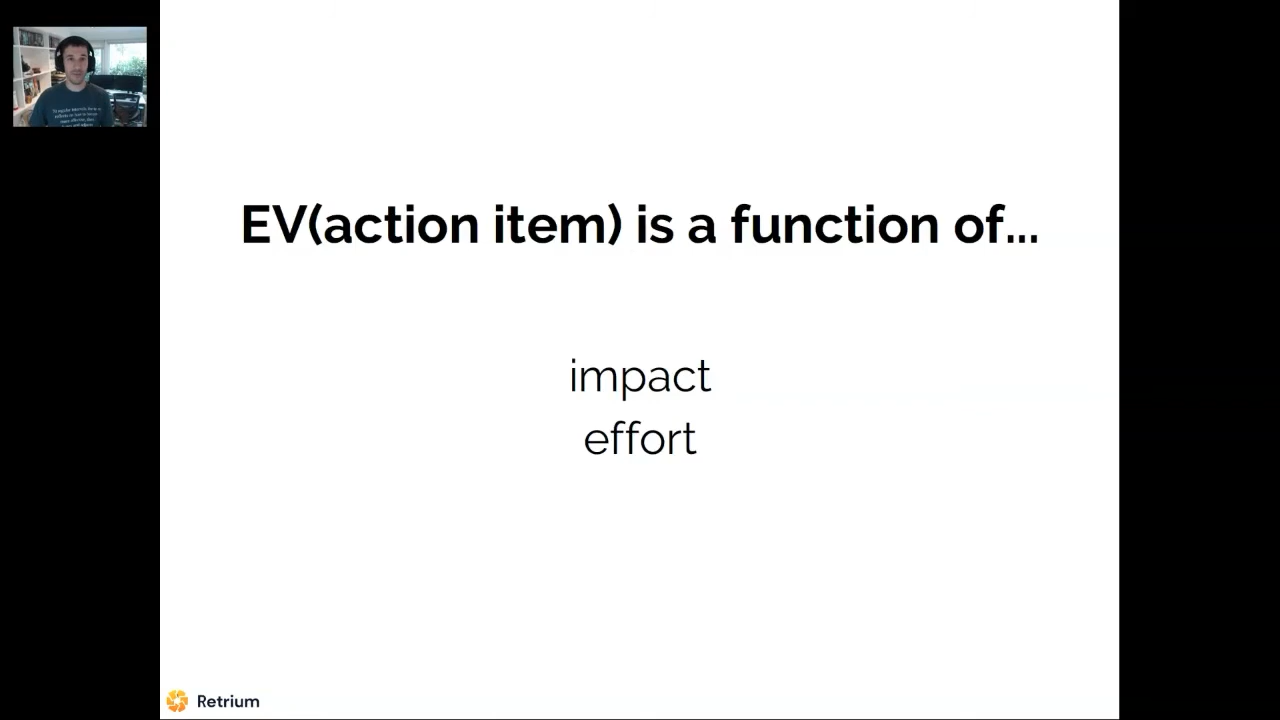 EV(action item) is a function of...
impact
effort
Retrium